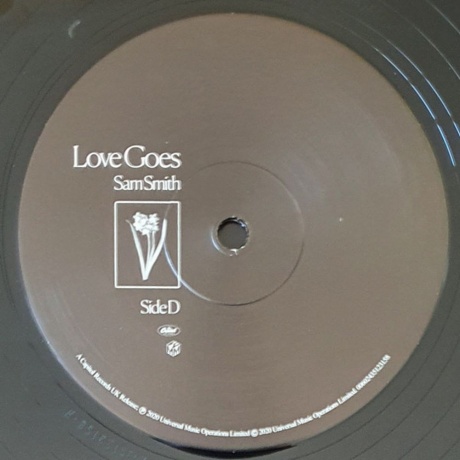 Love Goes
Sam Smith
Side D
Capitol
A Capitol Records UK Release; ℗ 2020 Universal Music Operations Limited © 2020 Universal Music Operations Limited.